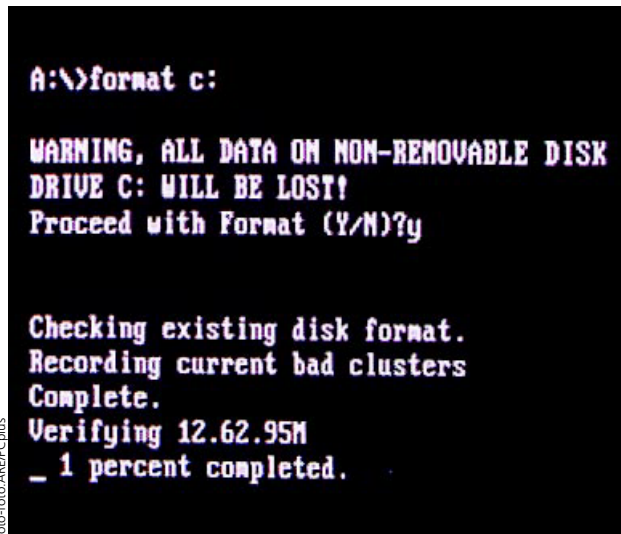 A:\>format c:
WARNING, ALL DATA ON NON-REMOVABLE DISK
DRIVE C: WILL BE LOST!
Proceed with Format (Y/N)?y
Checking existing disk format.
Recording current bad clusters
Complete.
Verifying 12.62.95M
_ 1 percent completed.